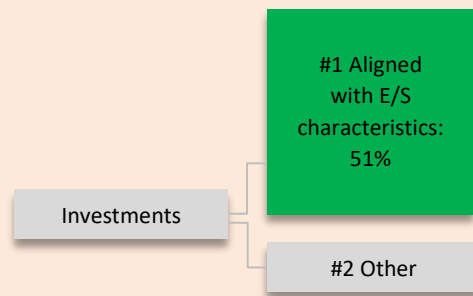 #1 Aligned
with E/S
characteristics:
51%
Investments
#2 Other